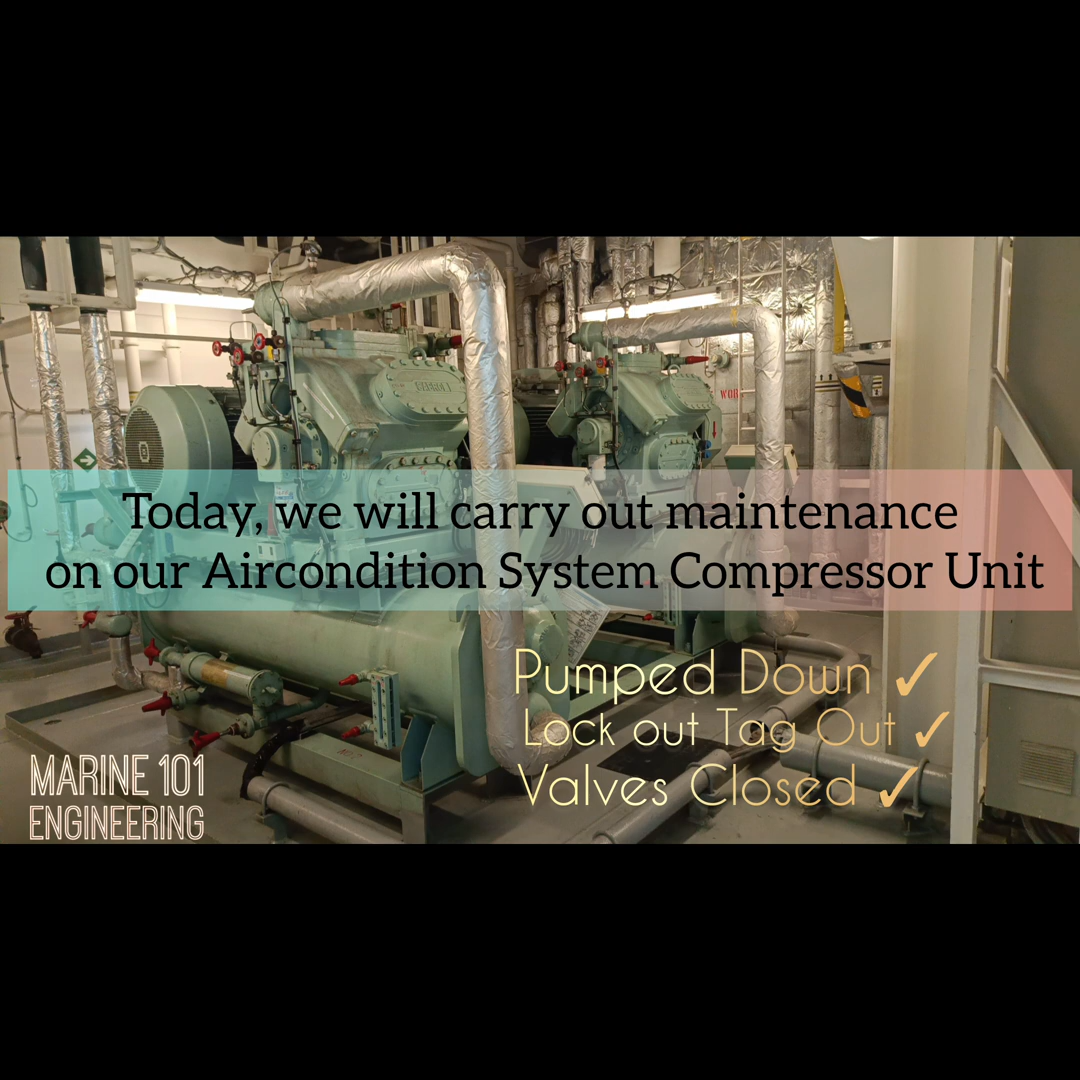 Today, we will carry out maintenance
on our Aircondition System Compressor Unit
Pumped Down ✓
Lock out Tag Out ✓
Valves Closed ✓
MARINE 101
ENGINEERING